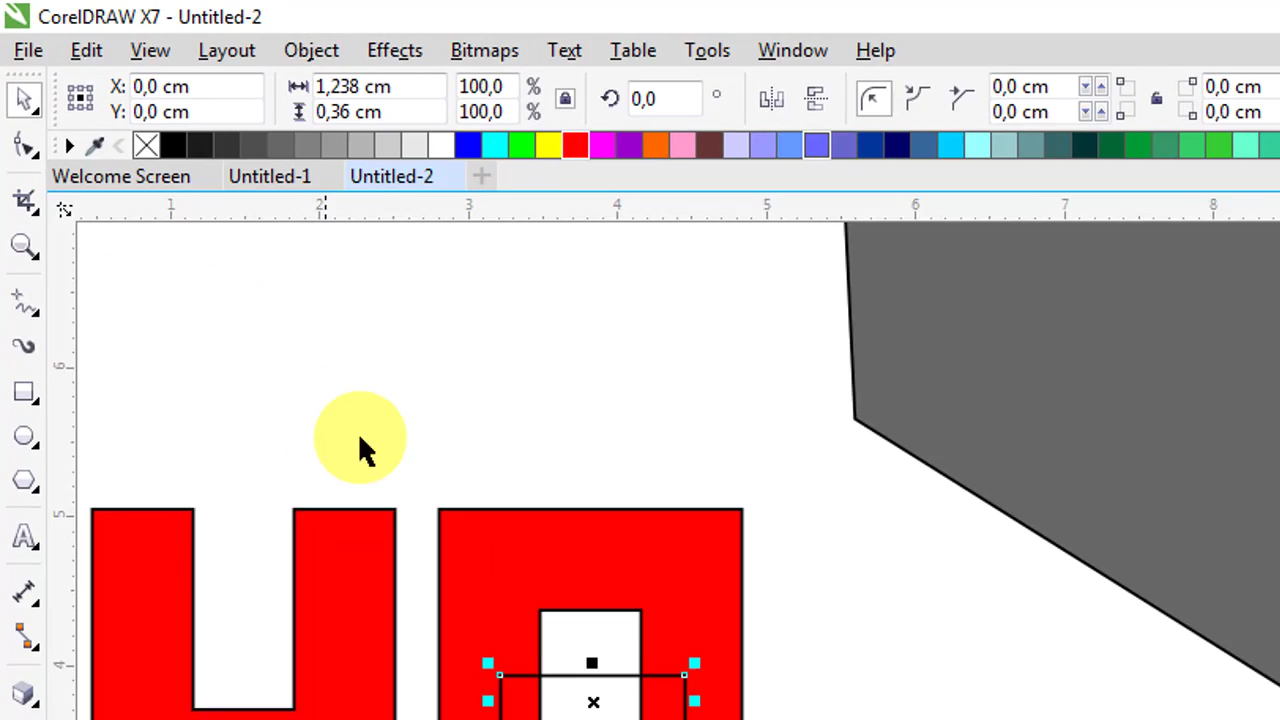 CorelDRAW X7 - Untitled-2
File Edit View Layout Object Effects Bitmaps Text Table Tools Window Help
X: 0,0 cm 1,238 cm 100,0 % 0,0 ° 0,0 cm 0,0 cm
Y: 0,0 cm 0,36 cm 100,0 % 0,0 cm 0,0 cm
Welcome Screen Untitled-1 Untitled-2
1 2 3 4 5 6 7 8
6
5
4